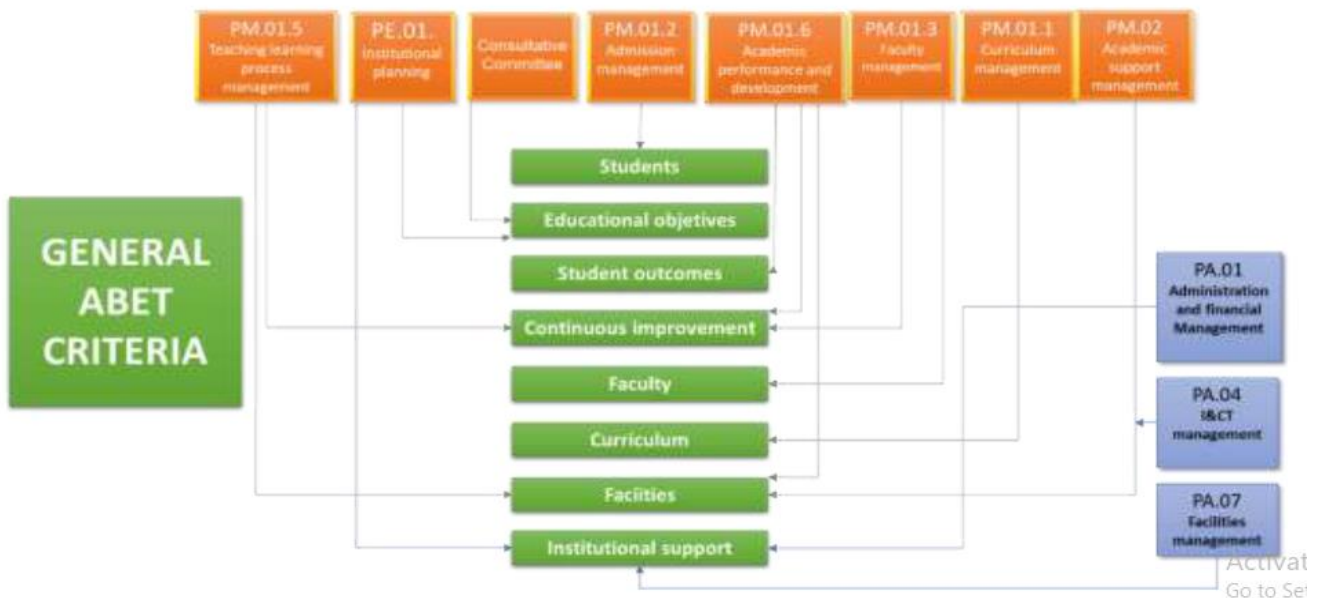 PM.01.5
Teaching learning
process
management
PE.01.
Institutional
planning
Consultative
Committee
PM.01.2
Admission
management
PM.01.6
Academic
performance and
development
PM.01.3
Faculty
management
PM.01.1
Curriculum
management
PM.02
Academic
support
management
GENERAL
ABET
CRITERIA
Students
Educational objetives
Student outcomes
Continuous improvement
Faculty
Curriculum
Faciities
Institutional support
PA.01
Administration
and financial
Management
PA.04
I&CT
management
PA.07
Facilities
management
Activat
Go to Set